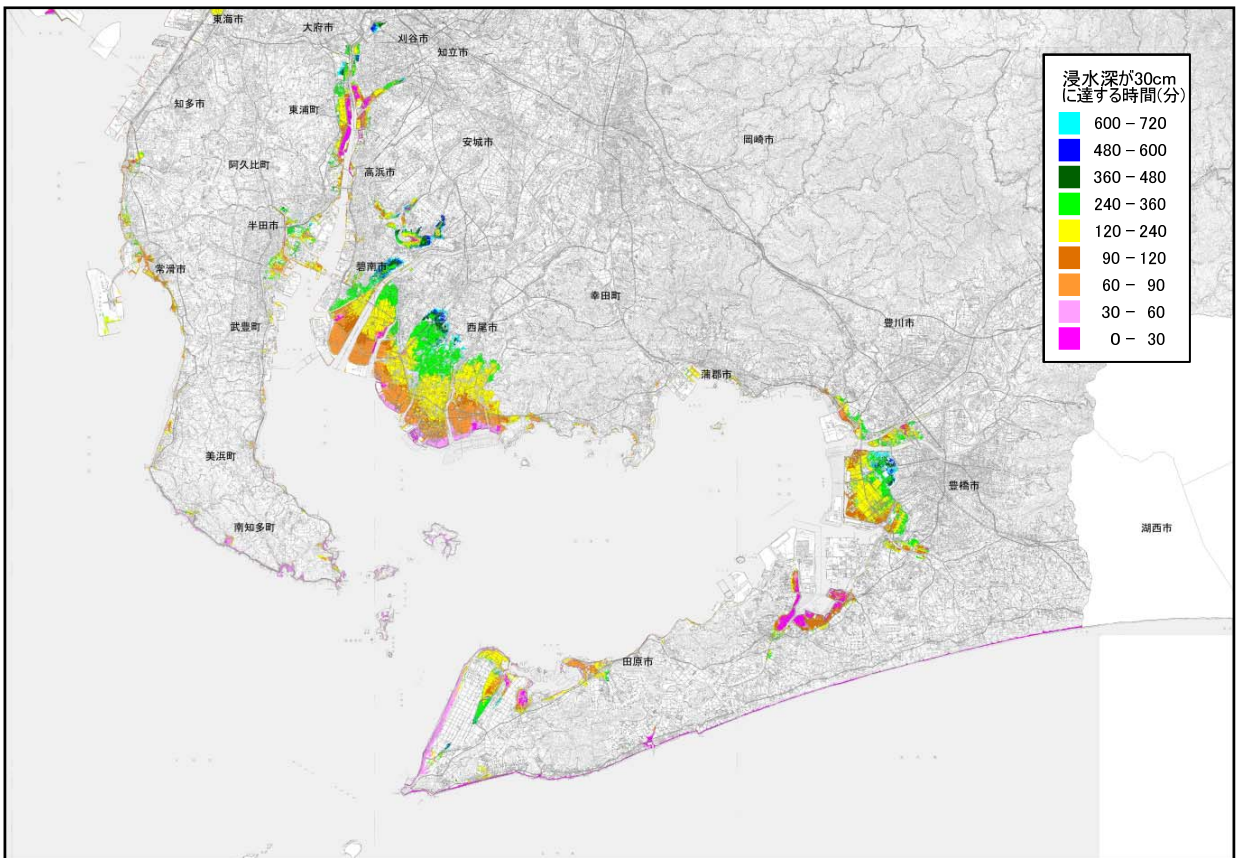 東海市
大府市
刈谷市
知立市
知多市
東浦町
安城市
岡崎市
阿久比町
高浜市
半田市
碧南市
常滑市
幸田町
武豊町
西尾市
豊川市
蒲郡市
美浜町
豊橋市
南知多町
湖西市
田原市
浸水深が30cm
に達する時間(分)
600 - 720
480 - 600
360 - 480
240 - 360
120 - 240
90 - 120
60 - 90
30 - 60
0 - 30